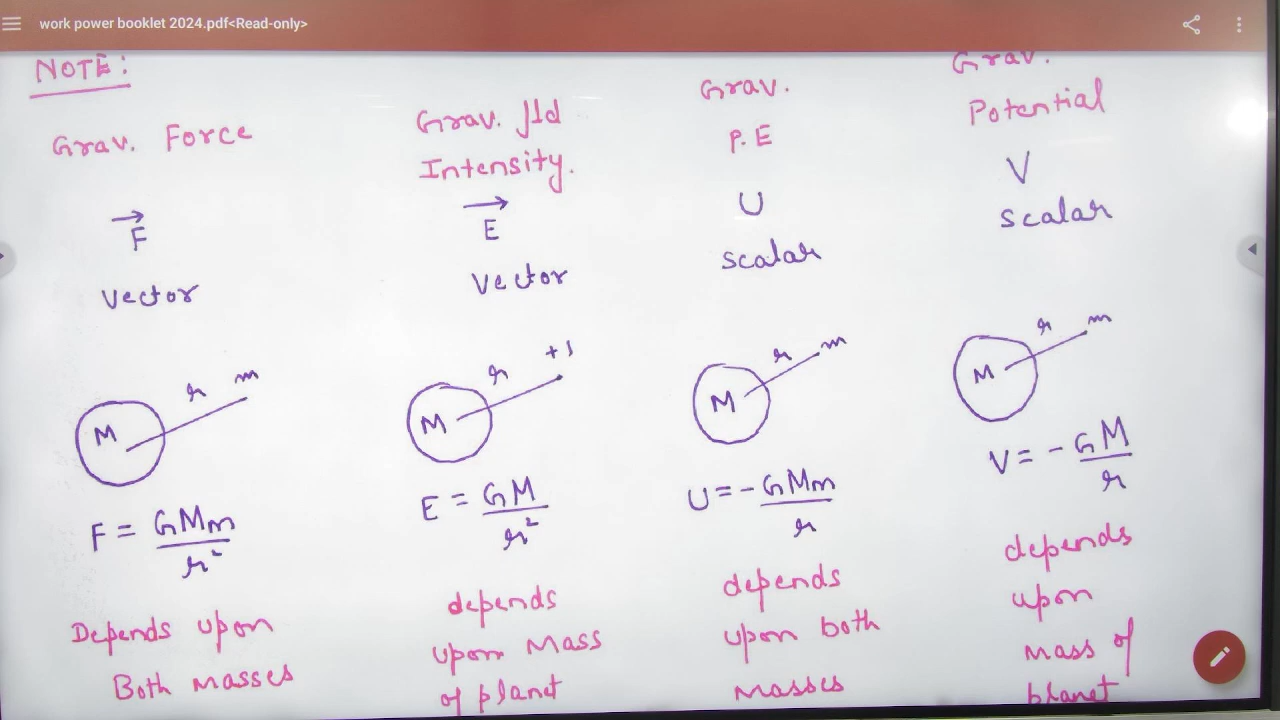 work power booklet 2024.pdf<Read-only>
NOTE:
Grav. Force
F
Vector
M
r
m
F = GMm
r²
Depends upon
Both masses
Grav. fld
Intensity.
E
Vector
M
r
+1
E = GM
r²
depends
upon Mass
of planet
Grav.
P.E
U
scalar
M
r
m
U = - GMm
r
depends
upon both
masses
Grav.
Potential
V
scalar
M
r
m
V = - GM
r
depends
upon
mass of
planet